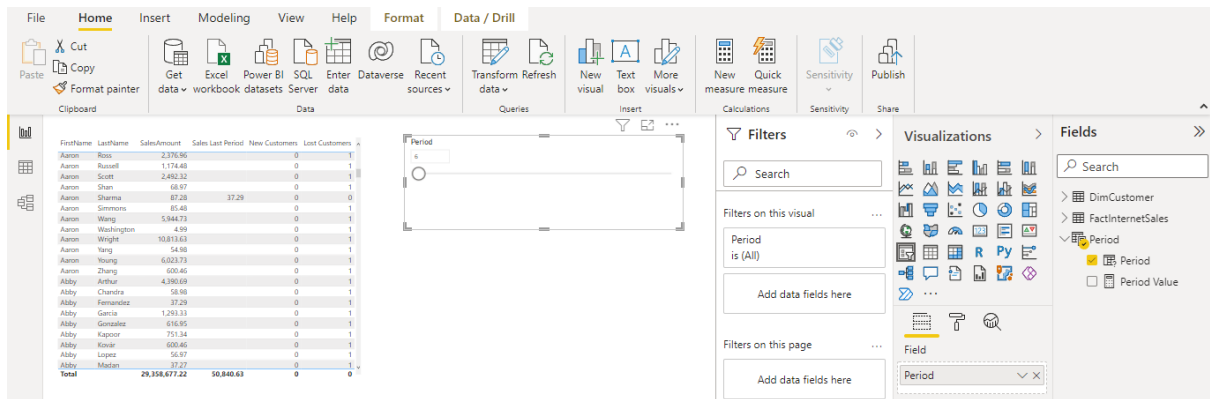 File Home Insert Modeling View Help Format Data / Drill
Paste
Cut
Copy
Format painter
Clipboard
Get data
Excel workbook
Power BI datasets
SQL Server
Enter data
Dataverse
Recent sources
Data
Transform data
Refresh
Queries
New visual
Text box
More visuals
Insert
New measure
Quick measure
Calculations
Sensitivity
Sensitivity
Publish
Share
FirstName LastName SalesAmount Sales Last Period New Customers Lost Customers
Aaron Ross 2,376.96 0 1
Aaron Russell 1,174.48 0 1
Aaron Scott 2,492.32 0 1
Aaron Shan 68.97 0 1
Aaron Sharma 87.28 37.29 0 0
Aaron Simmons 85.48 0 1
Aaron Wang 5,944.73 0 1
Aaron Washington 4.99 0 1
Aaron Wright 10,813.63 0 1
Aaron Yang 54.98 0 1
Aaron Young 6,023.73 0 1
Aaron Zhang 600.46 0 1
Abby Arthur 4,390.69 0 1
Abby Chandra 58.98 0 1
Abby Fernandez 37.29 0 1
Abby Garcia 1,293.33 0 1
Abby Gonzalez 616.95 0 1
Abby Kapoor 751.34 0 1
Abby Kovár 600.46 0 1
Abby Lopez 56.97 0 1
Abby Madan 37.27 0 1
Total 29,358,677.22 50,840.63 0 0
Period
6
Filters
Search
Filters on this visual ...
Period
is (All)
Add data fields here
Filters on this page ...
Add data fields here
Visualizations
123
R Py
...
Field
Period
Fields
Search
DimCustomer
FactInternetSales
Period
Period
Period Value